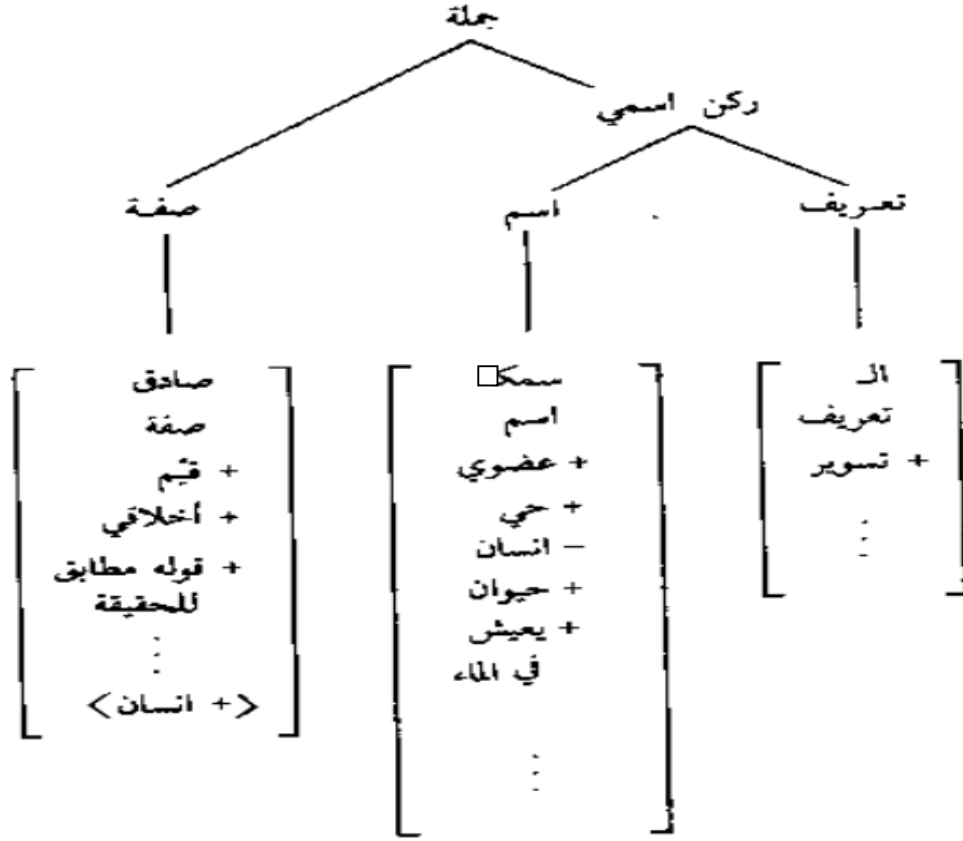 جملة
ركن اسمي
تعريف
اسم
صفة
الـ
تعريف
+ تسوير
سمكـ
اسم
+ عضوي
+ حي
− انسان
+ حيوان
+ يعيش
في الماء
صادق
صفة
+ قيم
+ أخلاقي
+ قوله مطابق
للحقيقة
<+ انسان>